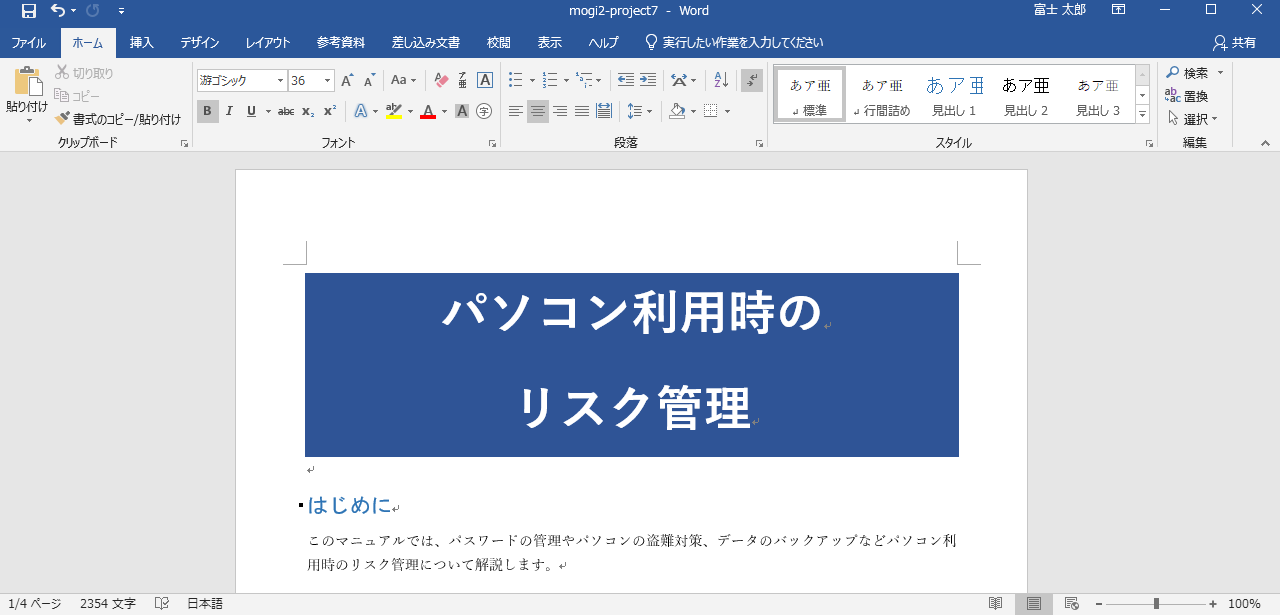 mogi2-project7 - Word
富士 太郎
ファイル ホーム 挿入 デザイン レイアウト 参考資料 差し込み文書 校閲 表示 ヘルプ 実行したい作業を入力してください 共有
貼り付け
切り取り
コピー
書式のコピー/貼り付け
クリップボード
游ゴシック 36
Aa
B I U abc x₂ x²
フォント
段落
あア亜 標準
あア亜 行間詰め
あア亜 見出し 1
あア亜 見出し 2
あア亜 見出し 3
スタイル
検索
置換
選択
編集
パソコン利用時の
リスク管理
はじめに
このマニュアルでは、パスワードの管理やパソコンの盗難対策、データのバックアップなどパソコン利
用時のリスク管理について解説します。
1/4 ページ 2354 文字 日本語 100%